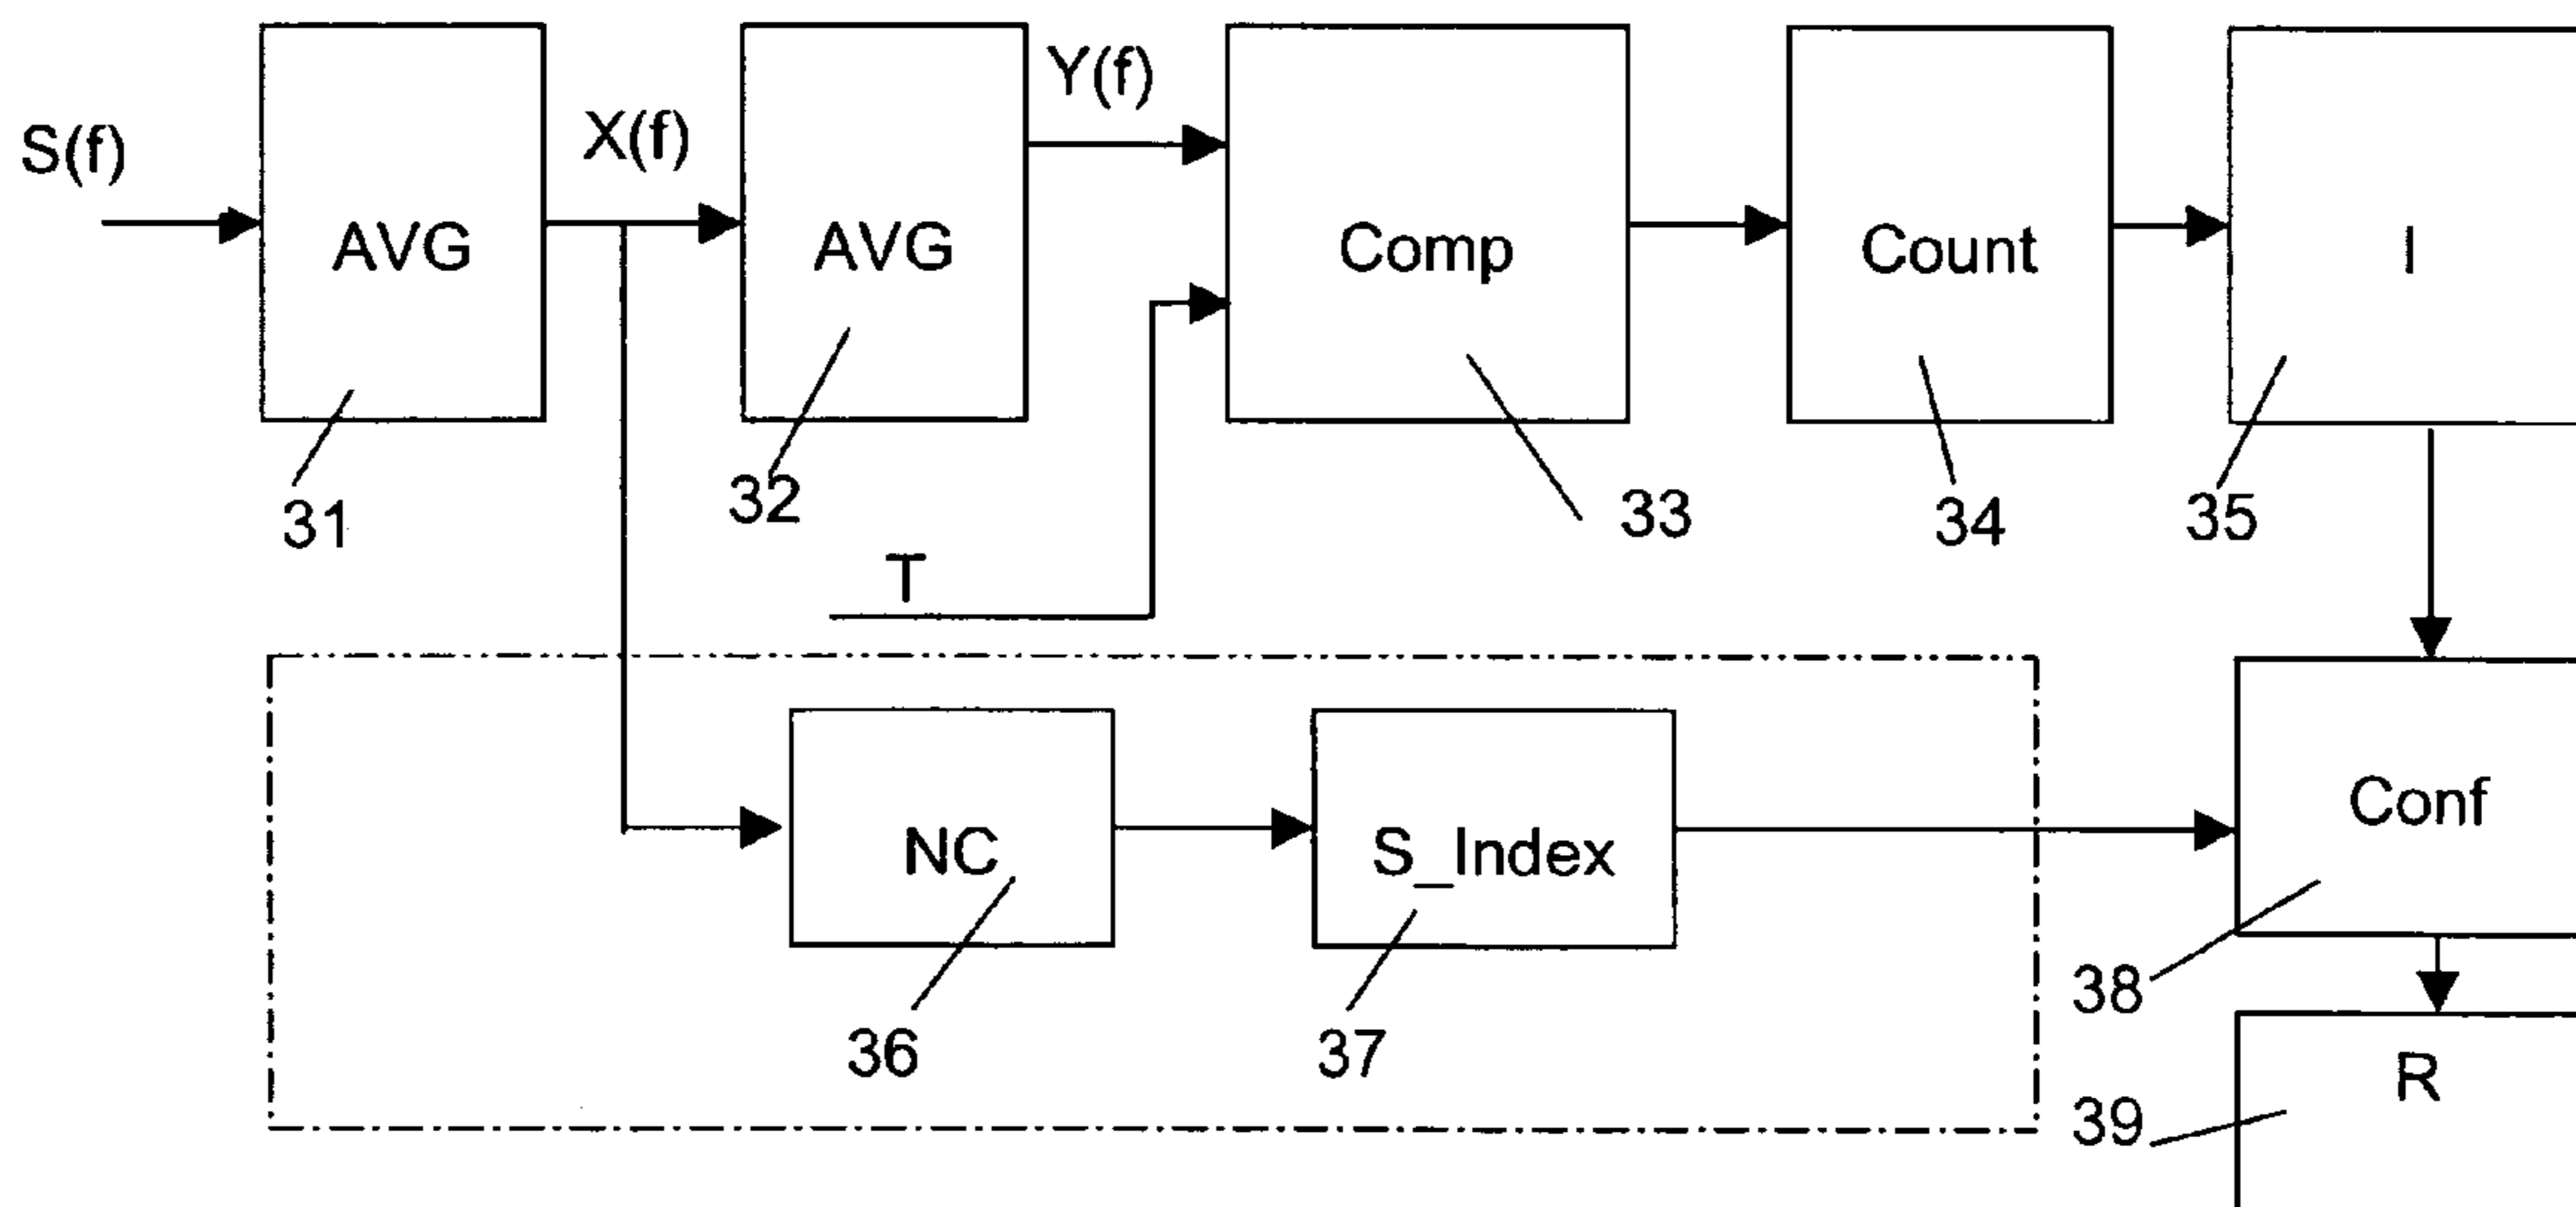 S(f)
AVG
31
X(f)
AVG
32
Y(f)
T
Comp
33
Count
34
I
35
NC
36
S_Index
37
Conf
38
R
39